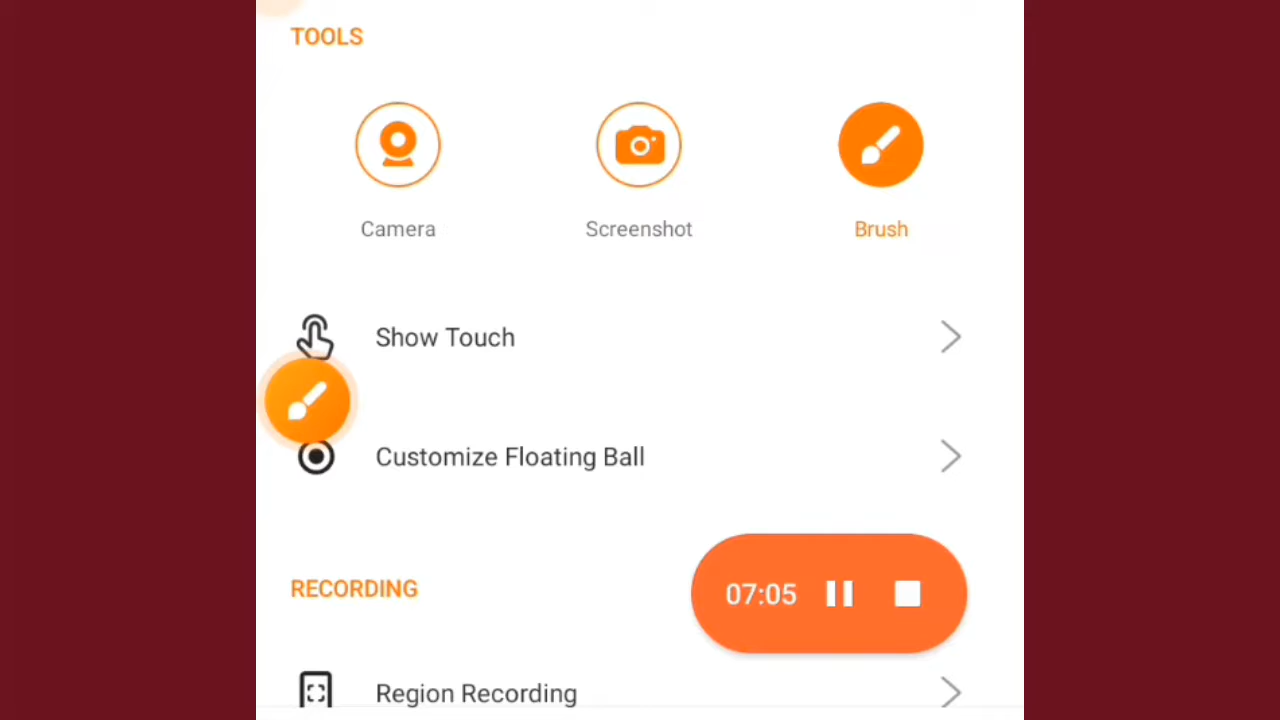 TOOLS
Camera
Screenshot
Brush
Show Touch
Customize Floating Ball
RECORDING
07:05
Region Recording